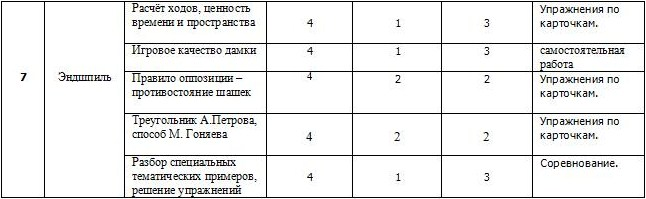 Расчёт ходов, ценность
времени и пространства
4
1
3
Упражнения по
карточкам.
Игровое качество дамки
4
1
3
самостоятельная
работа
7
Эндшпиль
Правило оппозиции –
противостояние шашек
4
2
2
Упражнения по
карточкам.
Треугольник А.Петрова,
способ М. Гоняева
4
2
2
Упражнения по
карточкам.
Разбор специальных
тематических примеров,
решение упражнений
4
1
3
Соревнование.